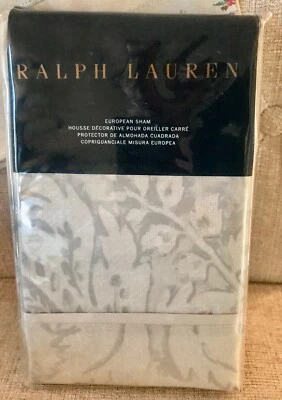 RALPH LAUREN
EUROPEAN SHAM
HOUSSE DÉCORATIVE POUR OREILLER CARRÉ
PROTECTOR DE ALMOHADA CUADRADA
COPRIGUANCIALE MISURA EUROPEA